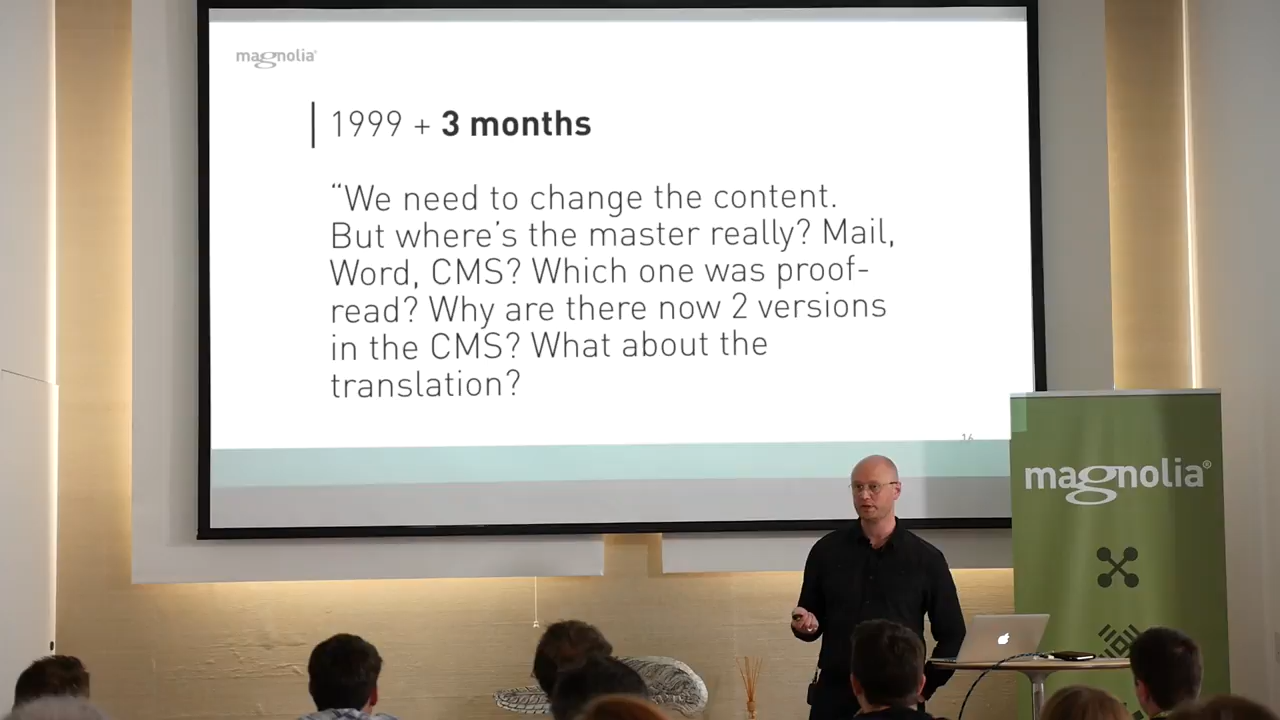 magnolia®
1999 + 3 months
“We need to change the content.
But where’s the master really? Mail,
Word, CMS? Which one was proof-
read? Why are there now 2 versions
in the CMS? What about the
translation?
16
magnolia®